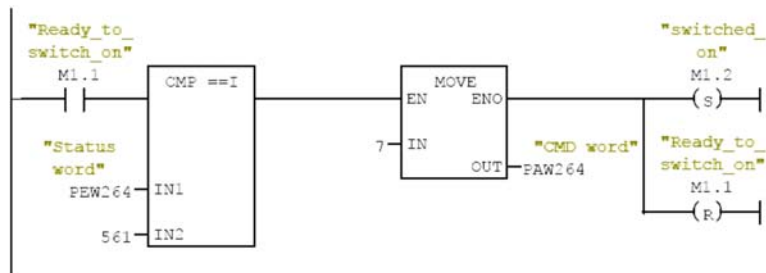 "Ready_to_
switch_on"
M1.1
CMP ==I
"Status
word"
PEW264
IN1
561
IN2
MOVE
EN
ENO
7
IN
"CMD word"
OUT
PAW264
"switched_
on"
M1.2
S
"Ready_to_
switch_on"
M1.1
R